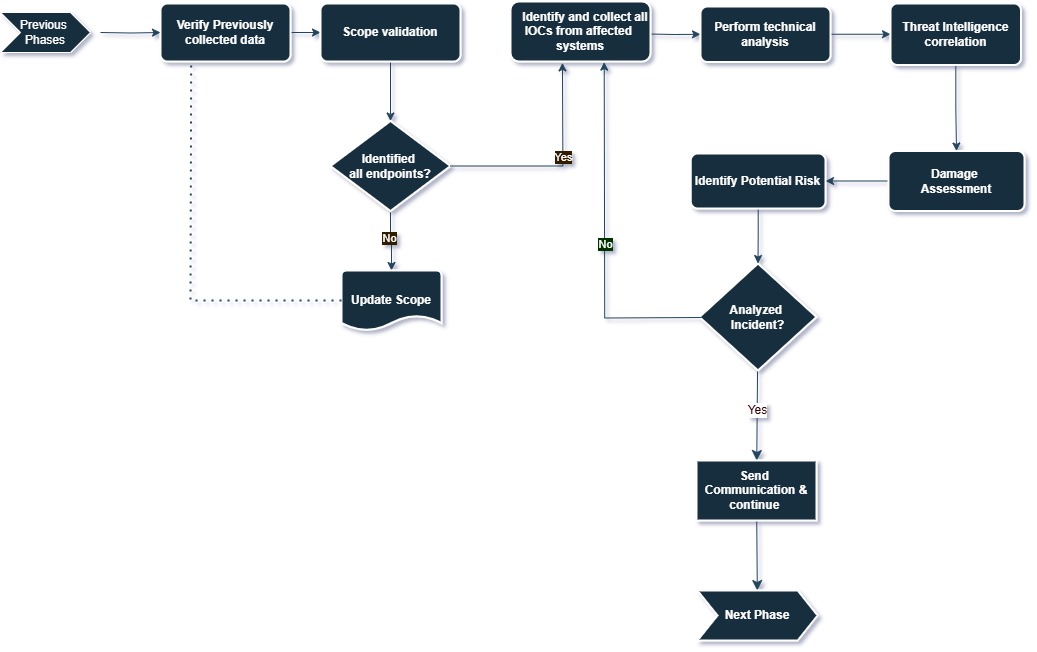 Previous
Phases
Verify Previously
collected data
Scope validation
Identify and collect all
IOCs from affected
systems
Perform technical
analysis
Threat Intelligence
correlation
Identified
all endpoints?
Yes
No
Update Scope
Damage
Assessment
Identify Potential Risk
No
Analyzed
Incident?
Yes
Send
Communication &
continue
Next Phase